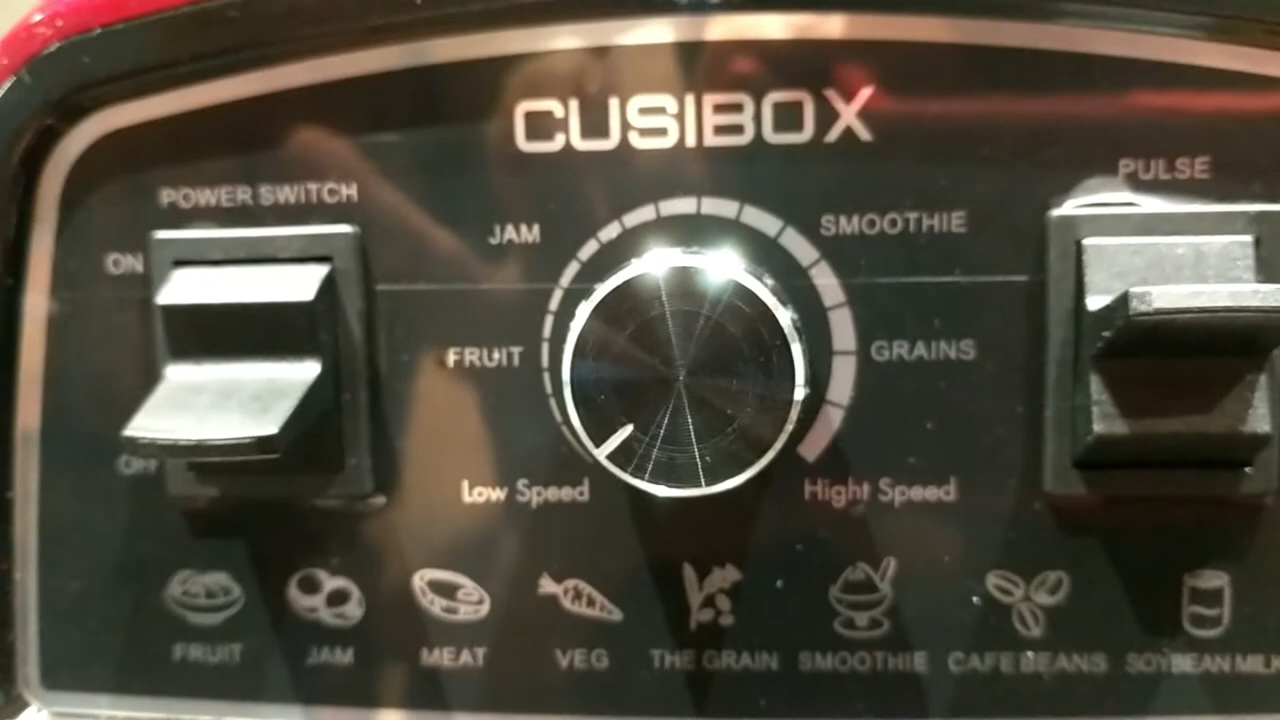 CUSIBOX
POWER SWITCH
PULSE
JAM
SMOOTHIE
ON
FRUIT
GRAINS
OFF
Low Speed
Hight Speed
FRUIT
JAM
MEAT
VEG
THE GRAIN
SMOOTHIE
CAFE BEANS
SOYBEAN MILK